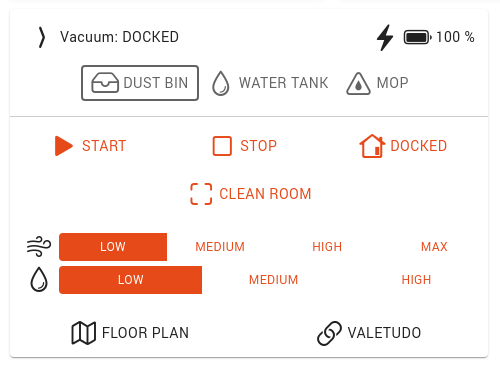 Vacuum: DOCKED 100 %
DUST BIN WATER TANK MOP
START STOP DOCKED
CLEAN ROOM
LOW MEDIUM HIGH MAX
LOW MEDIUM HIGH
FLOOR PLAN VALETUDO